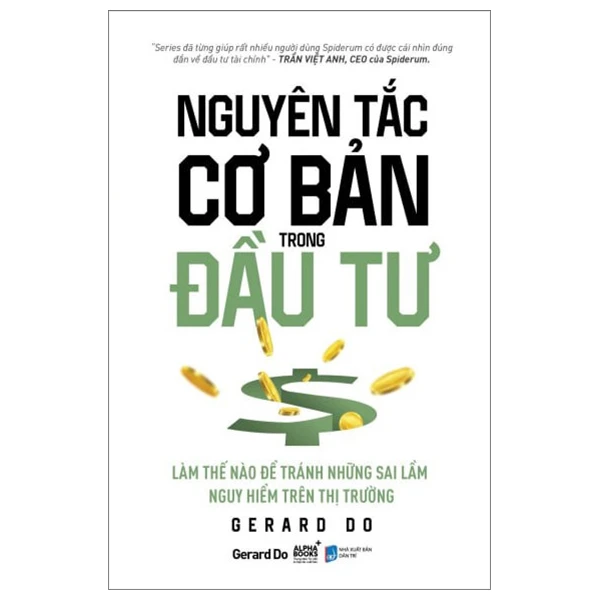 "Series đã từng giúp rất nhiều người dùng Spiderum có được cái nhìn đúng
đắn về đầu tư tài chính" - TRẦN VIỆT ANH, CEO của Spiderum.
NGUYÊN TẮC
CƠ BẢN
TRONG
ĐẦU TƯ
LÀM THẾ NÀO ĐỂ TRÁNH NHỮNG SAI LẦM
NGUY HIỂM TRÊN THỊ TRƯỜNG
GERARD DO
Gerard Do
ALPHA+
BOOKS
NHÀ XUẤT BẢN
DÂN TRÍ